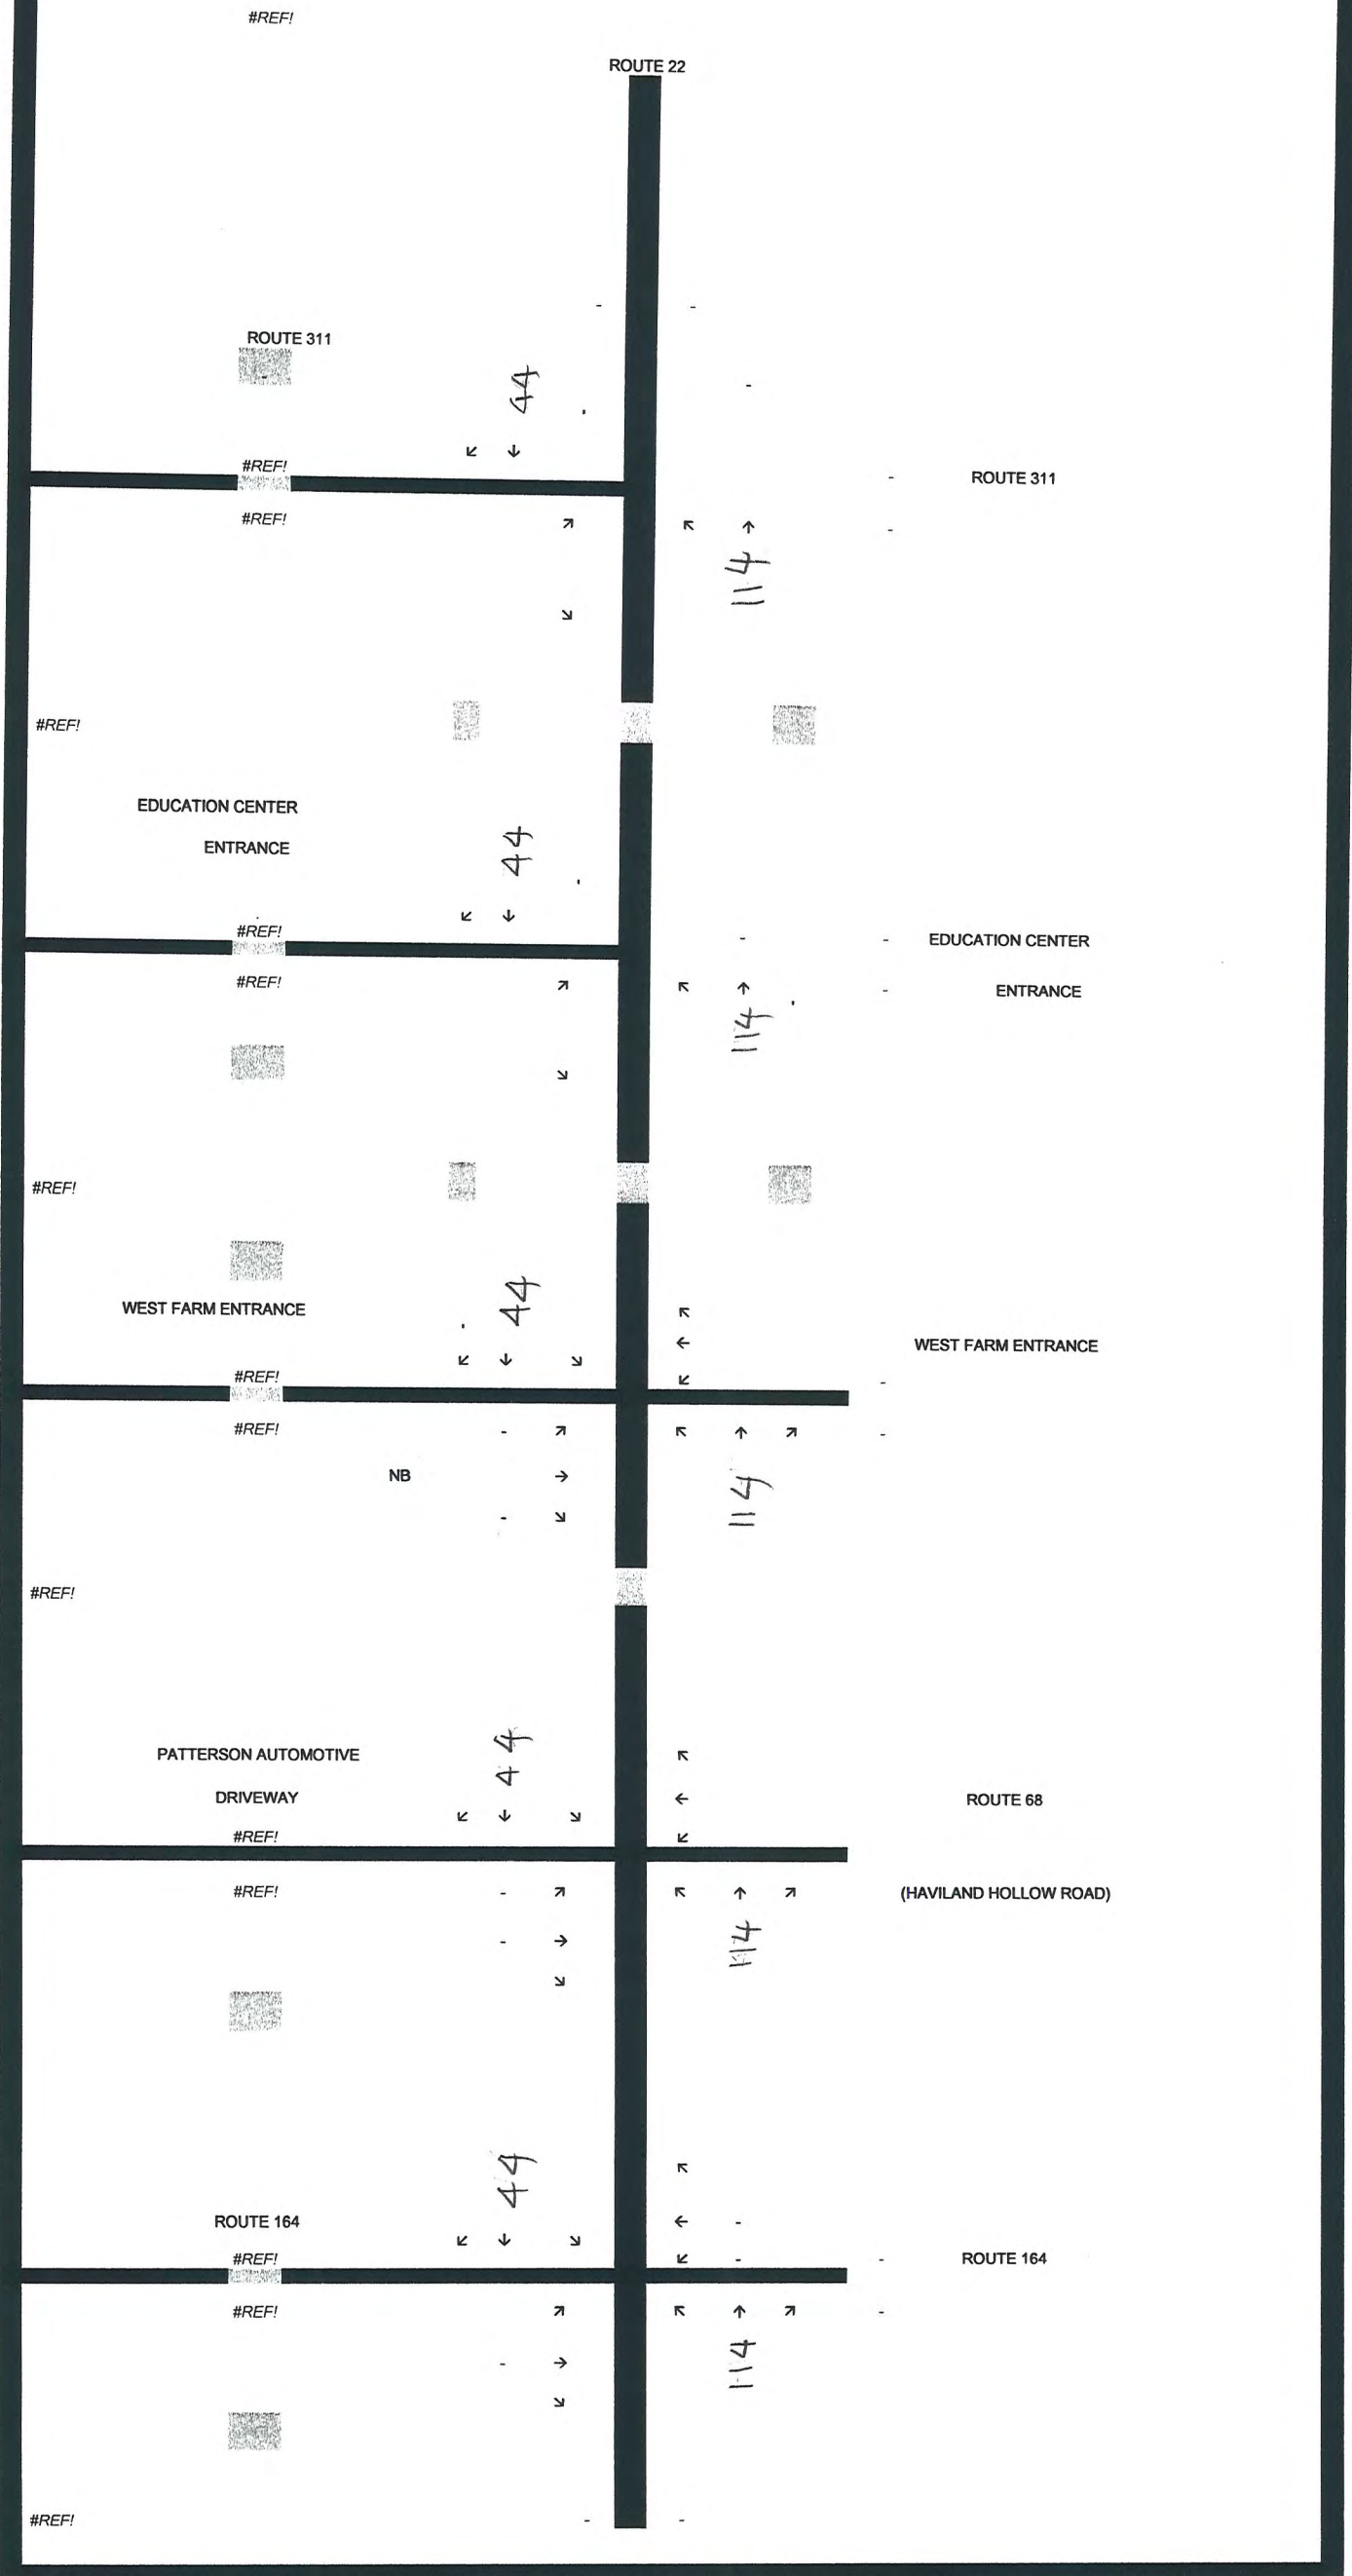 #REF!
ROUTE 22
ROUTE 311
44
#REF!
ROUTE 311
#REF!
114
#REF!
EDUCATION CENTER
ENTRANCE
44
#REF!
EDUCATION CENTER
#REF!
ENTRANCE
114
#REF!
44
WEST FARM ENTRANCE
WEST FARM ENTRANCE
#REF!
#REF!
NB
114
#REF!
44
PATTERSON AUTOMOTIVE
DRIVEWAY
ROUTE 68
#REF!
#REF!
(HAVILAND HOLLOW ROAD)
114
44
ROUTE 164
#REF!
ROUTE 164
#REF!
114
#REF!